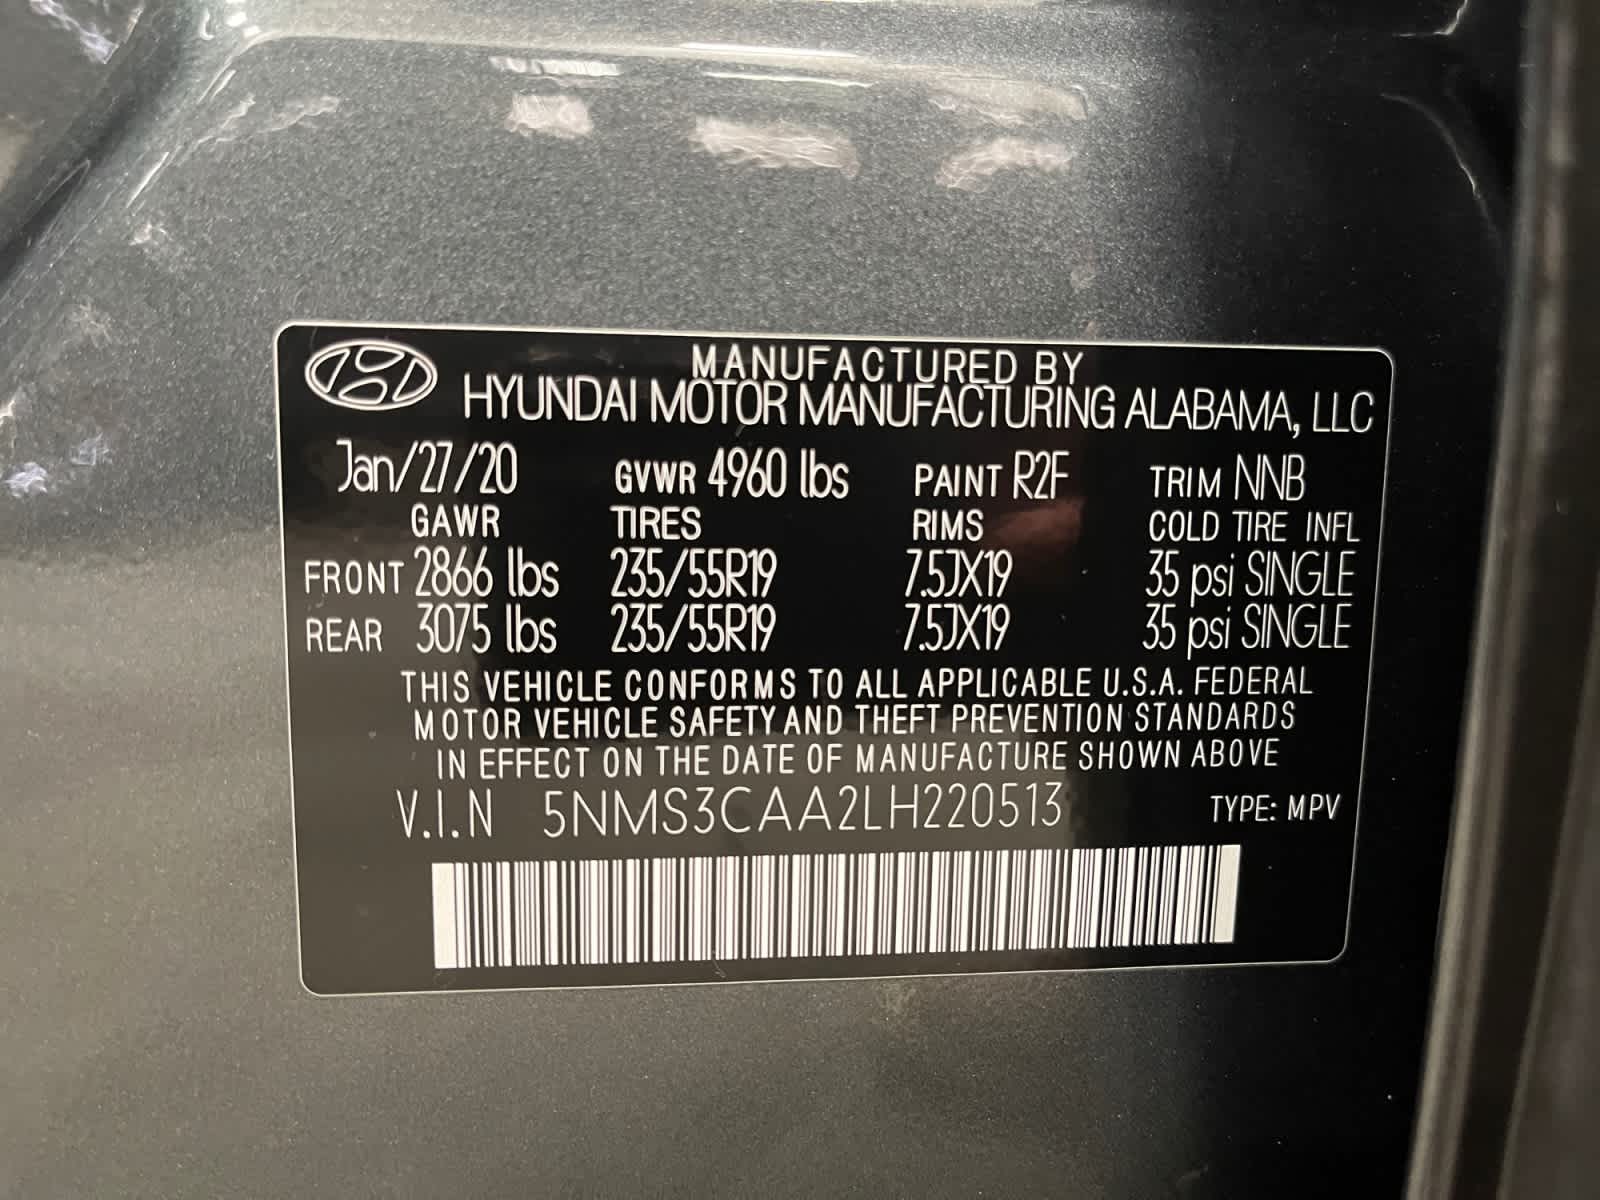 MANUFACTURED BY
HYUNDAI MOTOR MANUFACTURING ALABAMA, LLC
Jan/27/20 GVWR 4960 lbs PAINT R2F TRIM NNB
GAWR TIRES RIMS COLD TIRE INFL
FRONT 2866 lbs 235/55R19 7.5JX19 35 psi SINGLE
REAR 3075 lbs 235/55R19 7.5JX19 35 psi SINGLE
THIS VEHICLE CONFORMS TO ALL APPLICABLE U.S.A. FEDERAL
MOTOR VEHICLE SAFETY AND THEFT PREVENTION STANDARDS
IN EFFECT ON THE DATE OF MANUFACTURE SHOWN ABOVE
V.I.N 5NMS3CAA2LH220513 TYPE: MPV